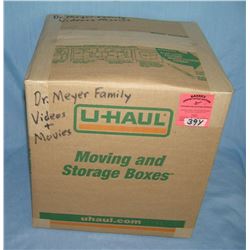 Dr. Meyer Family
Videos
+
Movies
U-HAUL
Moving and
Storage Boxes
uhaul.com
394